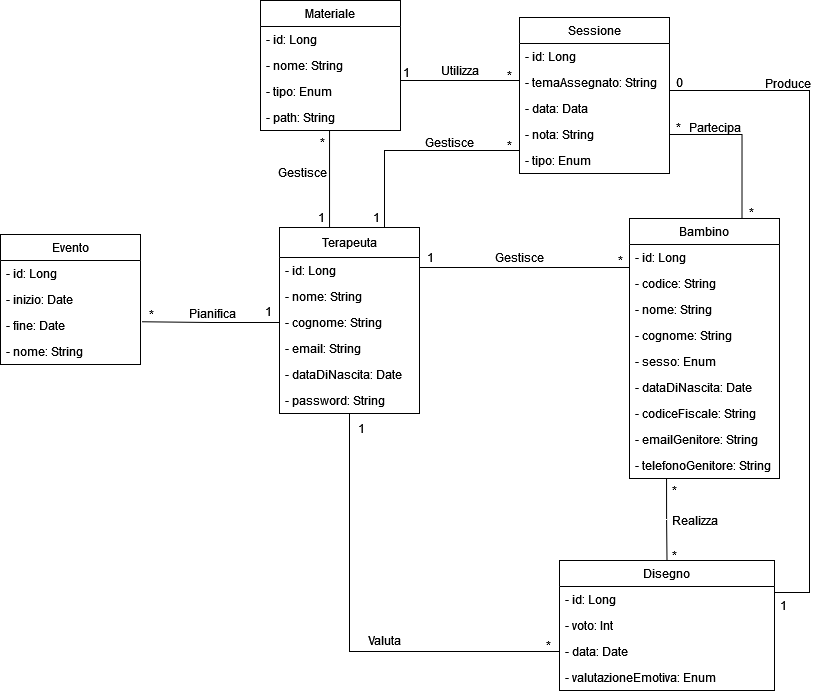 Materiale
- id: Long
- nome: String
- tipo: Enum
- path: String
Sessione
- id: Long
- temaAssegnato: String
- data: Data
- nota: String
- tipo: Enum
1
Utilizza
*
0
Produce
*
Partecipa
*
Gestisce
1
Gestisce
*
1
*
Evento
- id: Long
- inizio: Date
- fine: Date
- nome: String
*
Pianifica
1
Terapeuta
- id: Long
- nome: String
- cognome: String
- email: String
- dataDiNascita: Date
- password: String
1
Gestisce
*
Bambino
- id: Long
- codice: String
- nome: String
- cognome: String
- sesso: Enum
- dataDiNascita: Date
- codiceFiscale: String
- emailGenitore: String
- telefonoGenitore: String
1
Valuta
*
*
Realizza
*
Disegno
- id: Long
- voto: Int
- data: Date
- valutazioneEmotiva: Enum
1